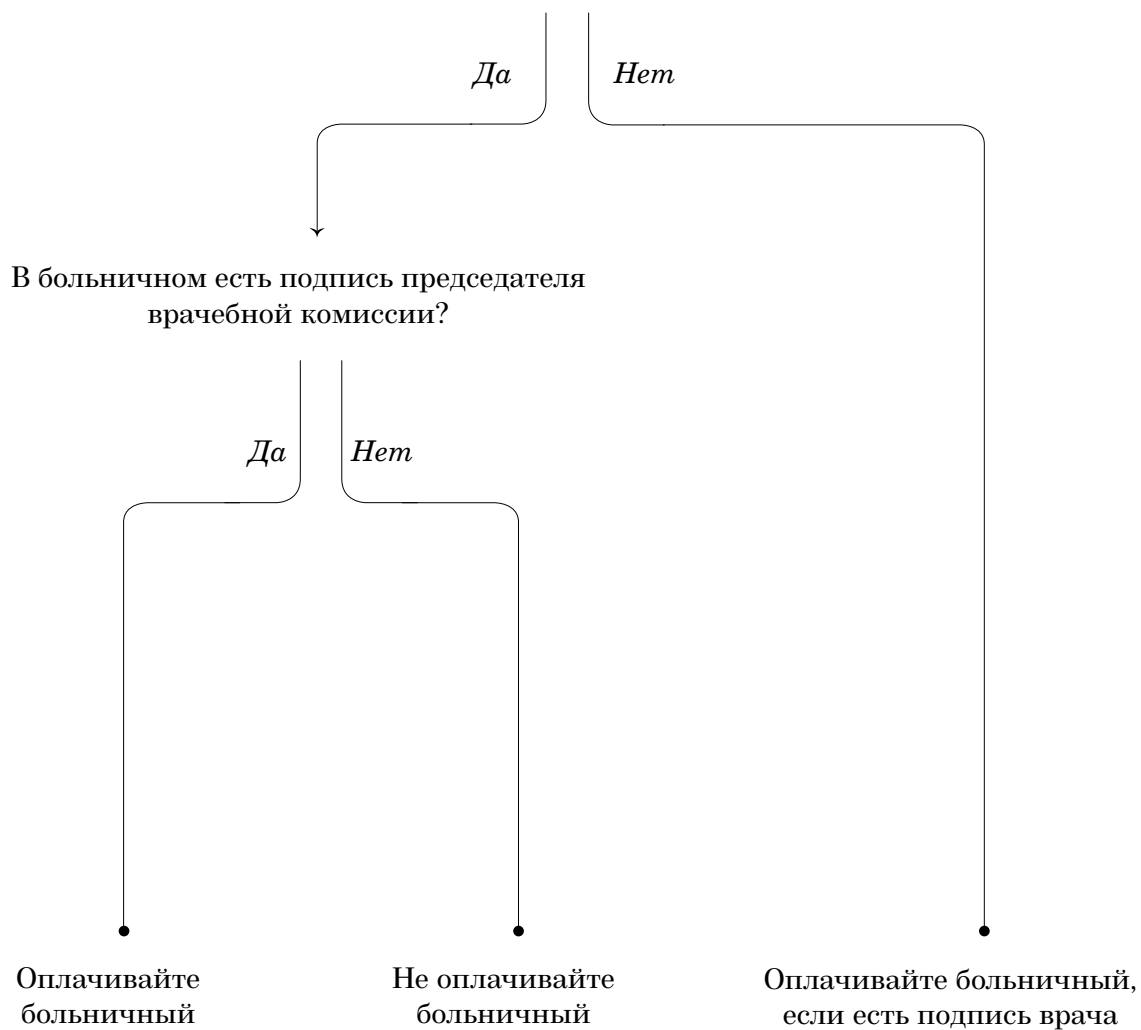 Да
Нет
В больничном есть подпись председателя
врачебной комиссии?
Да
Нет
Оплачивайте
больничный
Не оплачивайте
больничный
Оплачивайте больничный,
если есть подпись врача